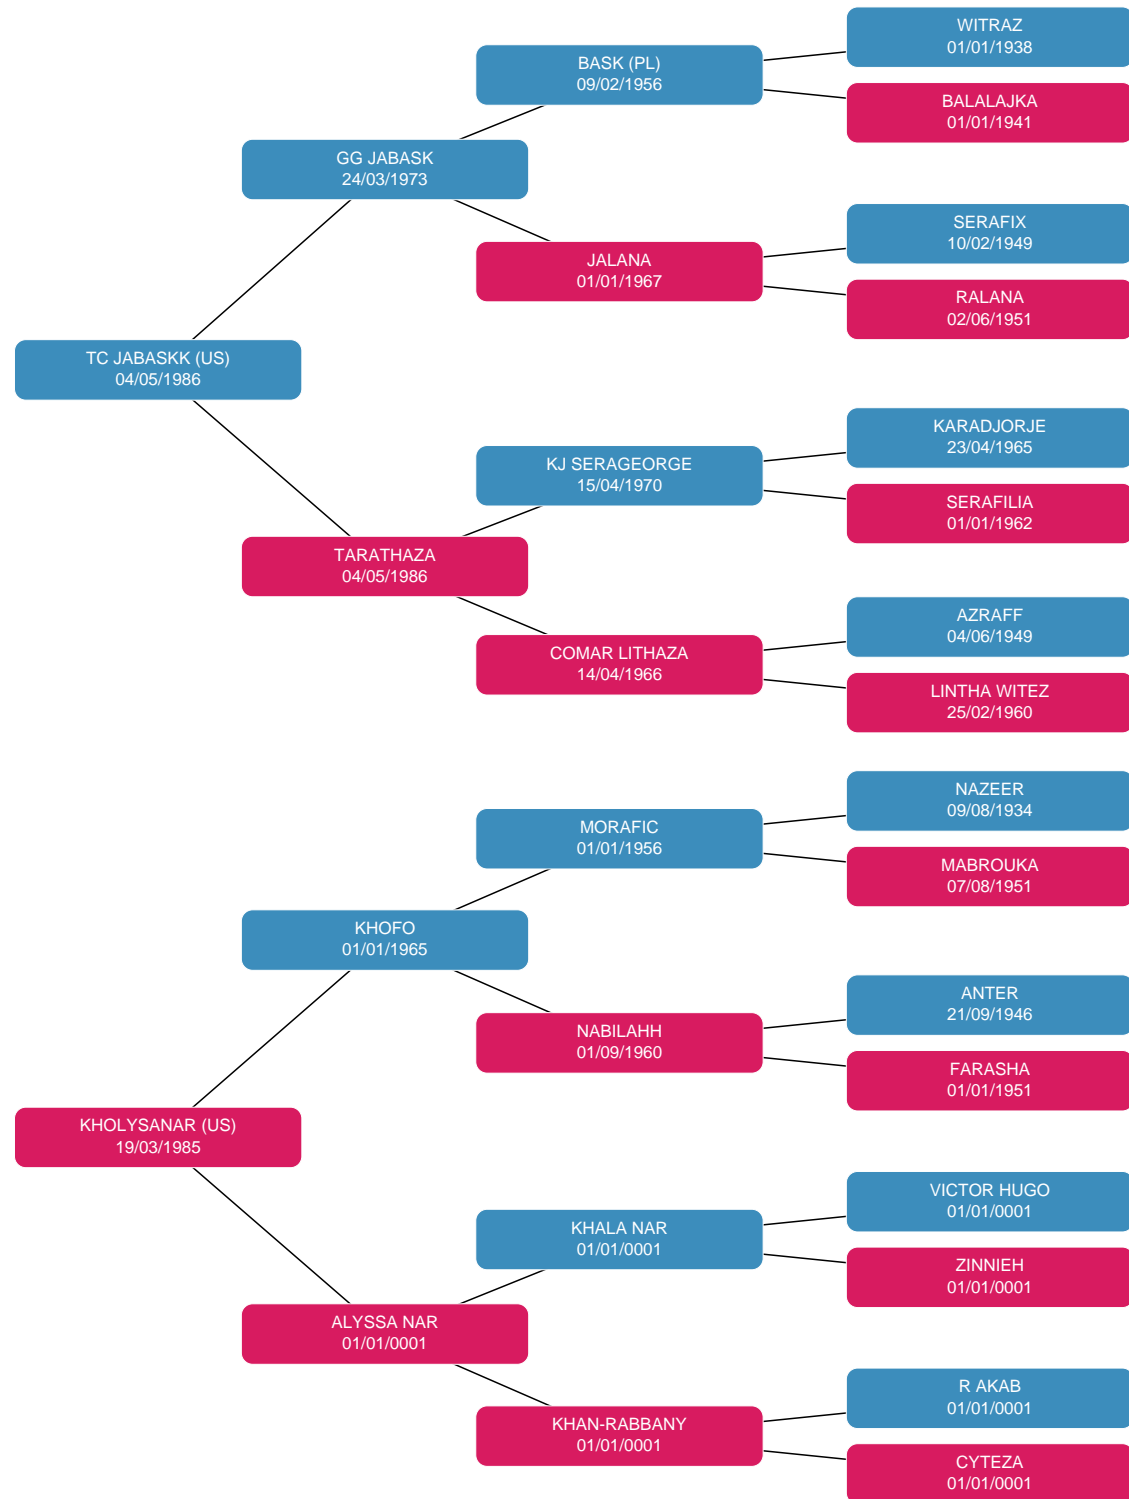 WITRAZ
01/01/1938
BASK (PL)
09/02/1956
BALALAJKA
01/01/1941
GG JABASK
24/03/1973
SERAFIX
10/02/1949
JALANA
01/01/1967
RALANA
02/06/1951
TC JABASKK (US)
04/05/1986
KARADJORJE
23/04/1965
KJ SERAGEORGE
15/04/1970
SERAFILIA
01/01/1962
TARATHAZA
04/05/1986
AZRAFF
04/06/1949
COMAR LITHAZA
14/04/1966
LINTHA WITEZ
25/02/1960
NAZEER
09/08/1934
MORAFIC
01/01/1956
MABROUKA
07/08/1951
KHOFO
01/01/1965
ANTER
21/09/1946
NABILAHH
01/09/1960
FARASHA
01/01/1951
KHOLYSANAR (US)
19/03/1985
VICTOR HUGO
01/01/0001
KHALA NAR
01/01/0001
ZINNIEH
01/01/0001
ALYSSA NAR
01/01/0001
R AKAB
01/01/0001
KHAN-RABBANY
01/01/0001
CYTEZA
01/01/0001